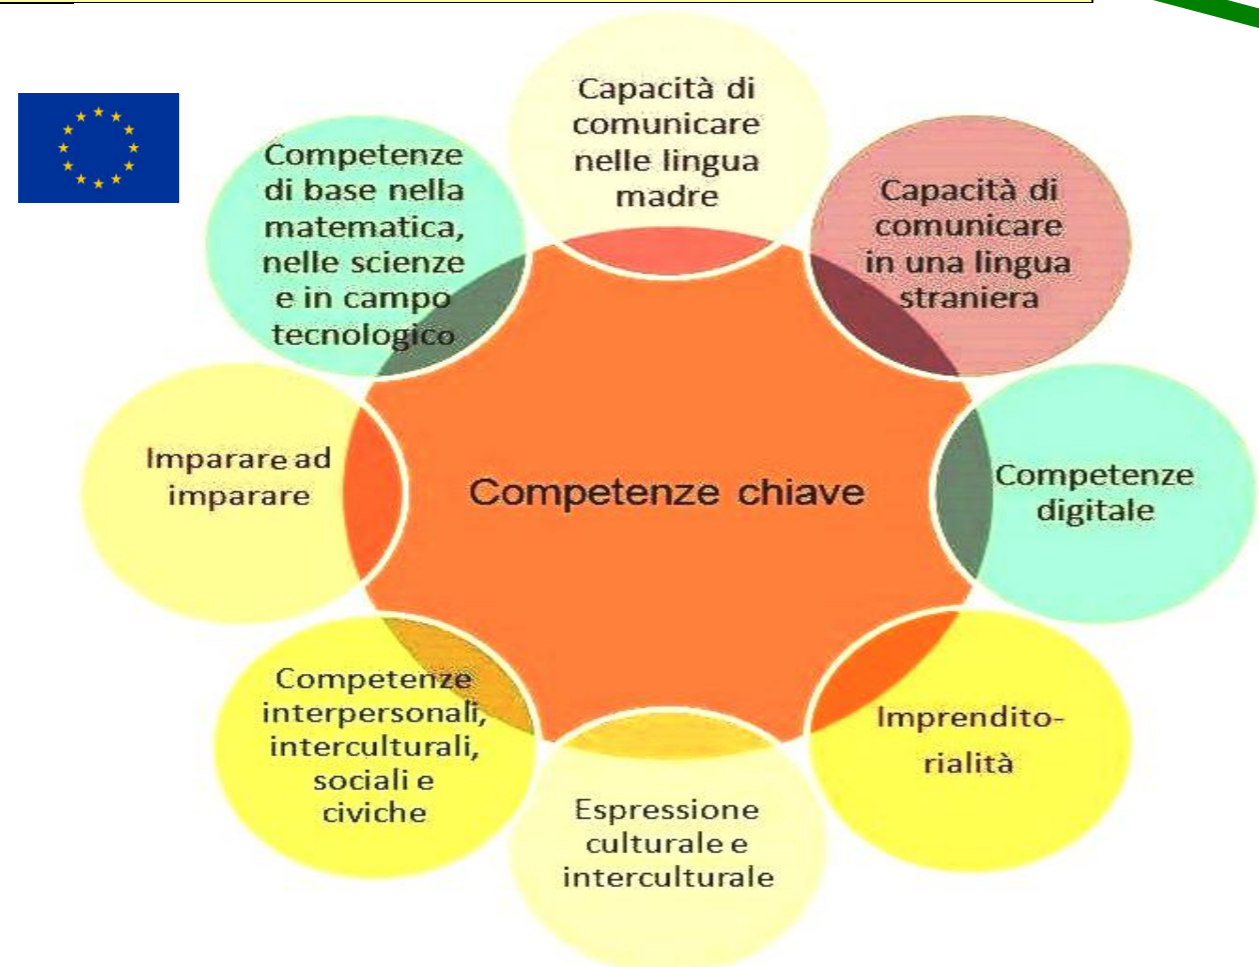 Capacità di
comunicare
nelle lingua
madre
Capacità di
comunicare
in una lingua
straniera
Competenze
digitale
Imprendito-
rialità
Espressione
culturale e
interculturale
Competenze
interpersonali,
interculturali,
sociali e
civiche
Imparare ad
imparare
Competenze
di base nella
matematica,
nelle scienze
e in campo
tecnologico
Competenze chiave